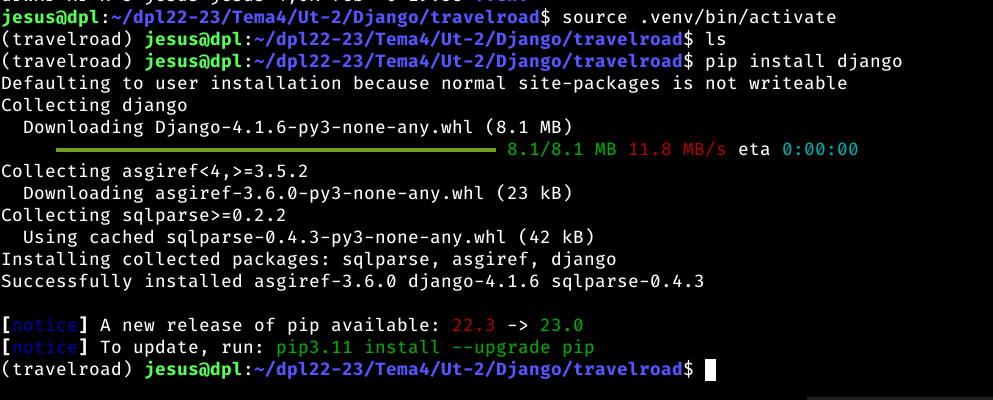 jesus@dpl:~/dpl22-23/Tema4/Ut-2/Django/travelroad$ source .venv/bin/activate
(travelroad) jesus@dpl:~/dpl22-23/Tema4/Ut-2/Django/travelroad$ ls
(travelroad) jesus@dpl:~/dpl22-23/Tema4/Ut-2/Django/travelroad$ pip install django
Defaulting to user installation because normal site-packages is not writeable
Collecting django
  Downloading Django-4.1.6-py3-none-any.whl (8.1 MB)
8.1/8.1 MB 11.8 MB/s eta 0:00:00
Collecting asgiref<4,>=3.5.2
  Downloading asgiref-3.6.0-py3-none-any.whl (23 kB)
Collecting sqlparse>=0.2.2
  Using cached sqlparse-0.4.3-py3-none-any.whl (42 kB)
Installing collected packages: sqlparse, asgiref, django
Successfully installed asgiref-3.6.0 django-4.1.6 sqlparse-0.4.3
[notice] A new release of pip available: 22.3 -> 23.0
[notice] To update, run: pip3.11 install --upgrade pip
(travelroad) jesus@dpl:~/dpl22-23/Tema4/Ut-2/Django/travelroad$